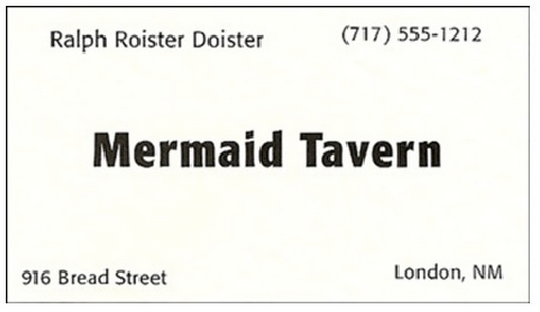 Ralph Roister Doister
(717) 555-1212
Mermaid Tavern
916 Bread Street
London, NM